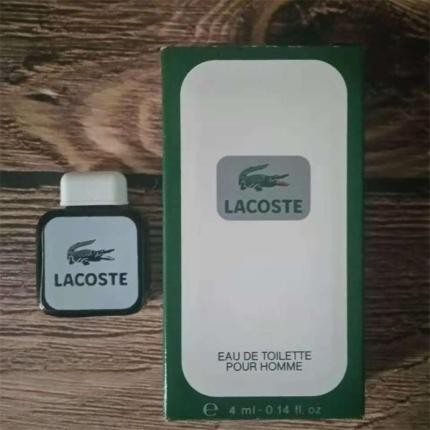 LACOSTE
LACOSTE
EAU DE TOILETTE
POUR HOMME
℮ 4 ml - 0.14 fl. oz